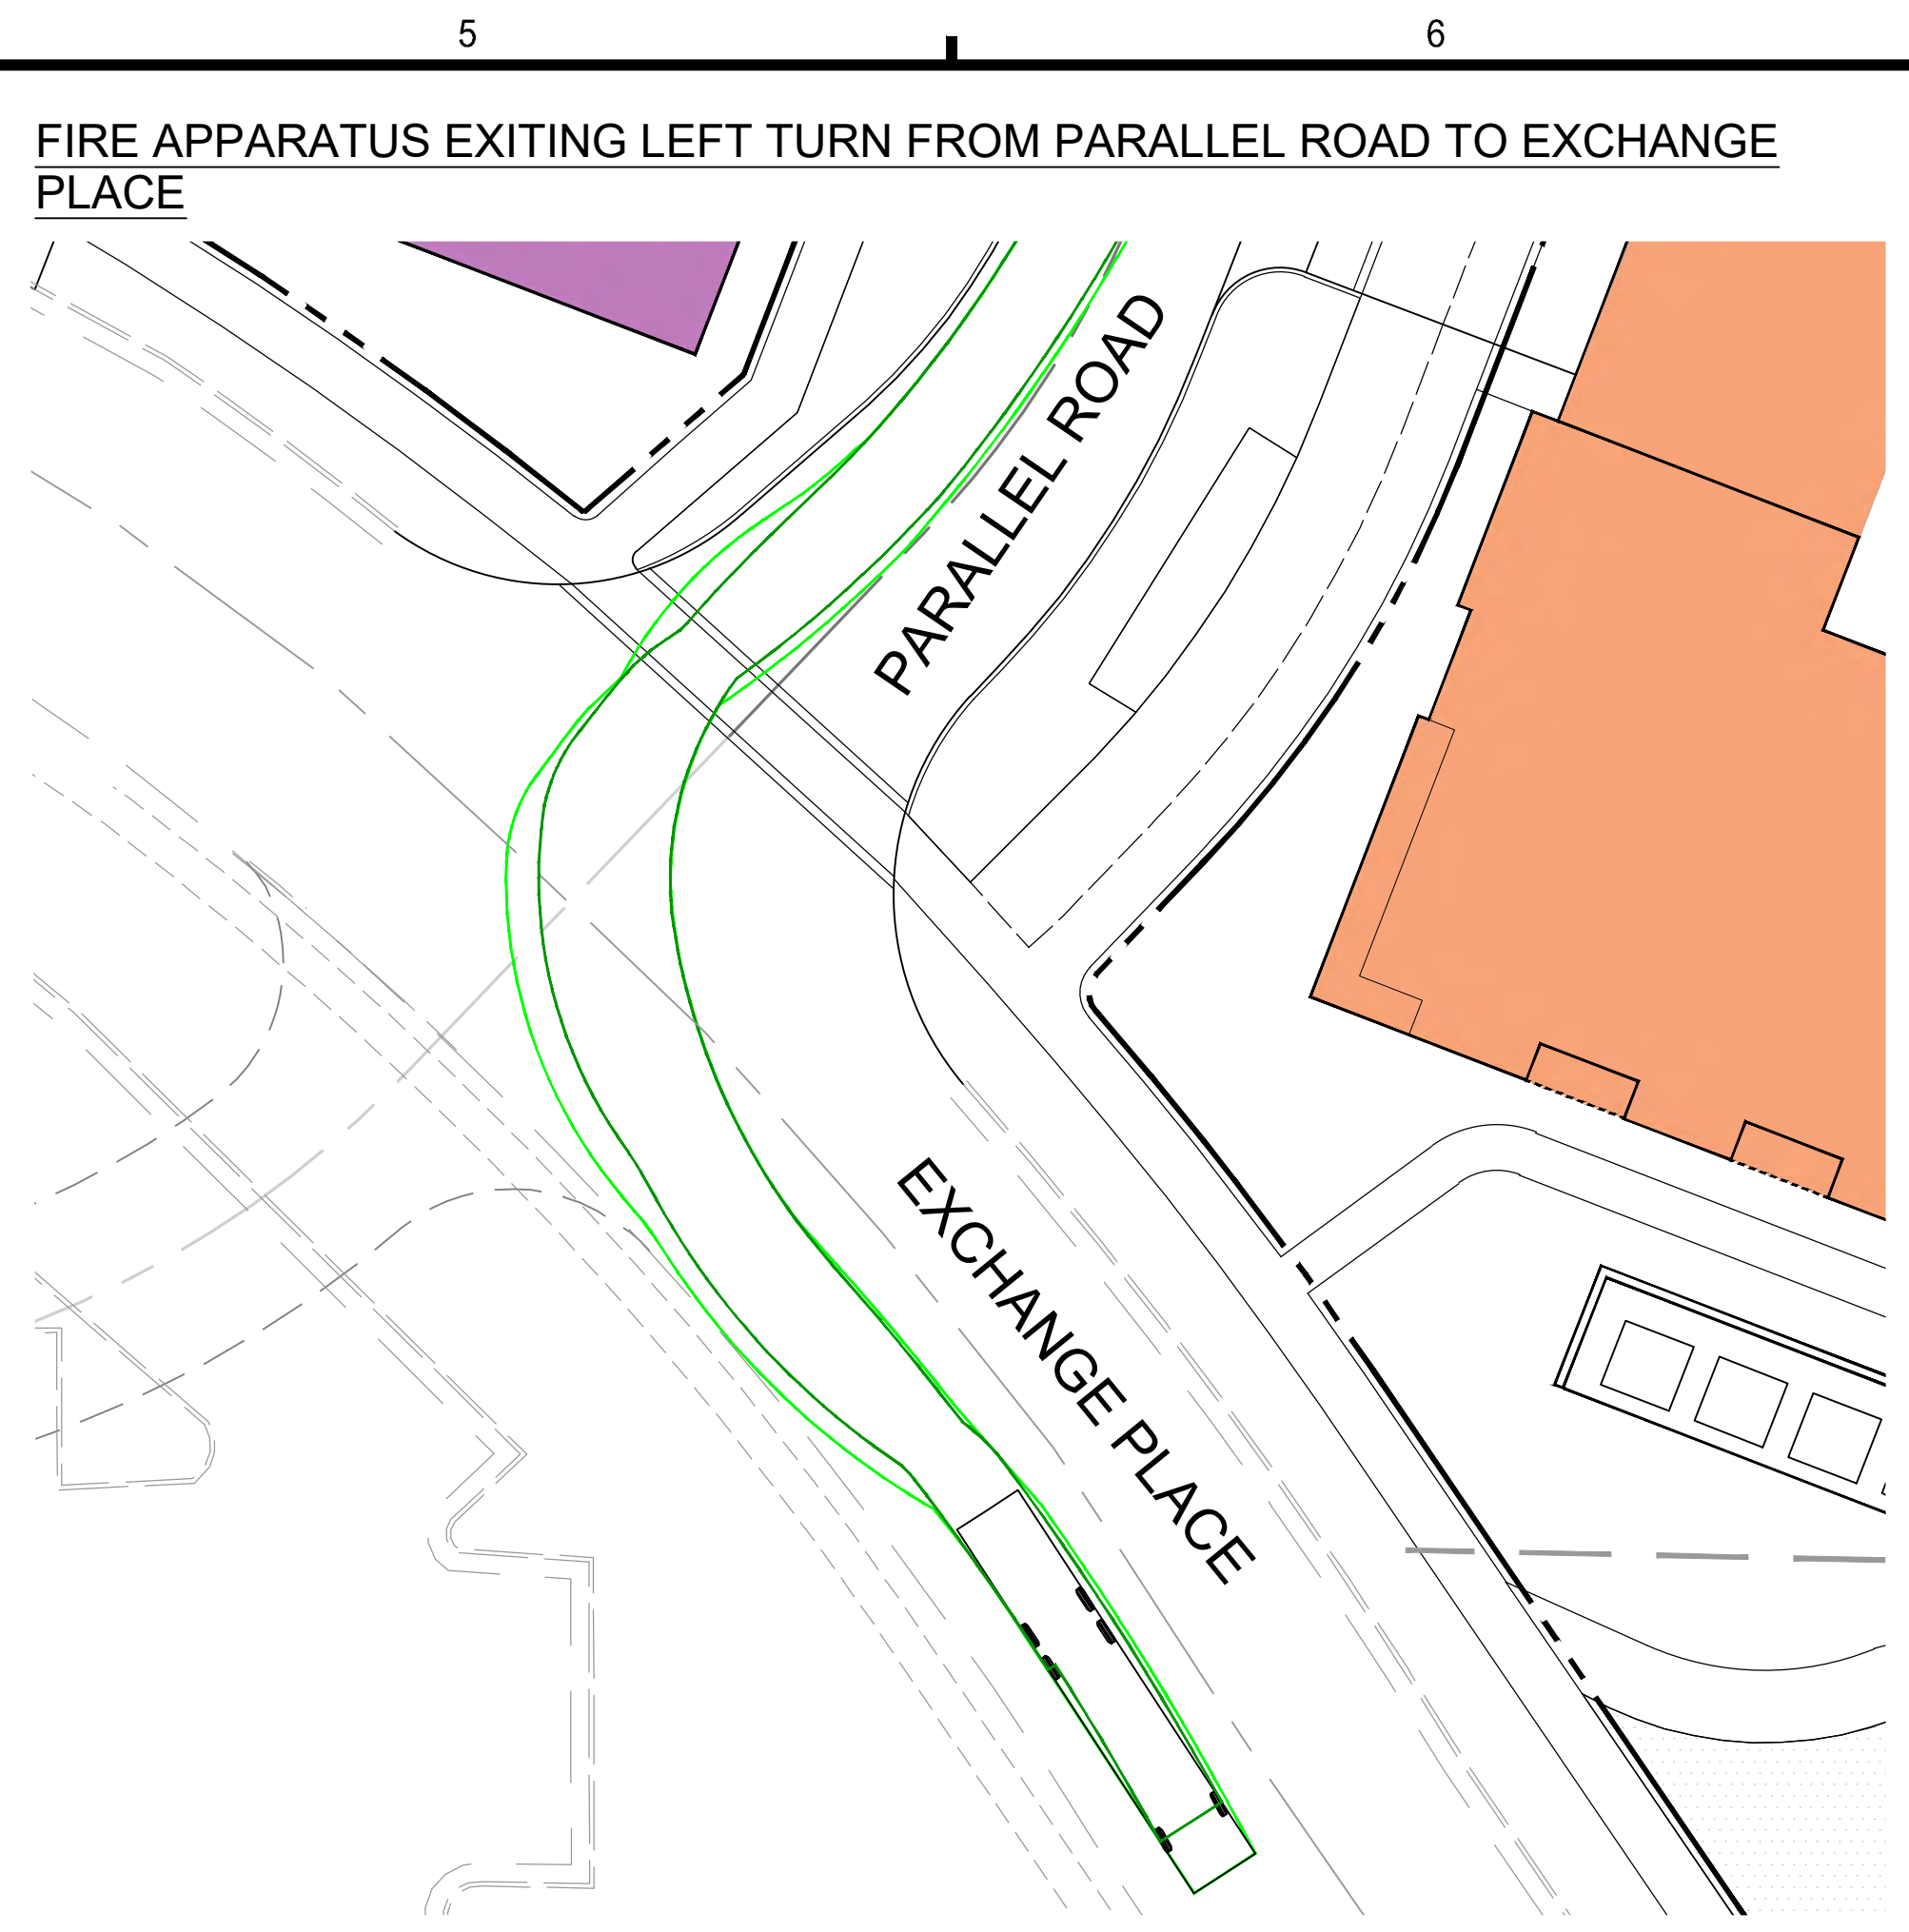 5
6
FIRE APPARATUS EXITING LEFT TURN FROM PARALLEL ROAD TO EXCHANGE
PLACE
PARALLEL ROAD
EXCHANGE PLACE